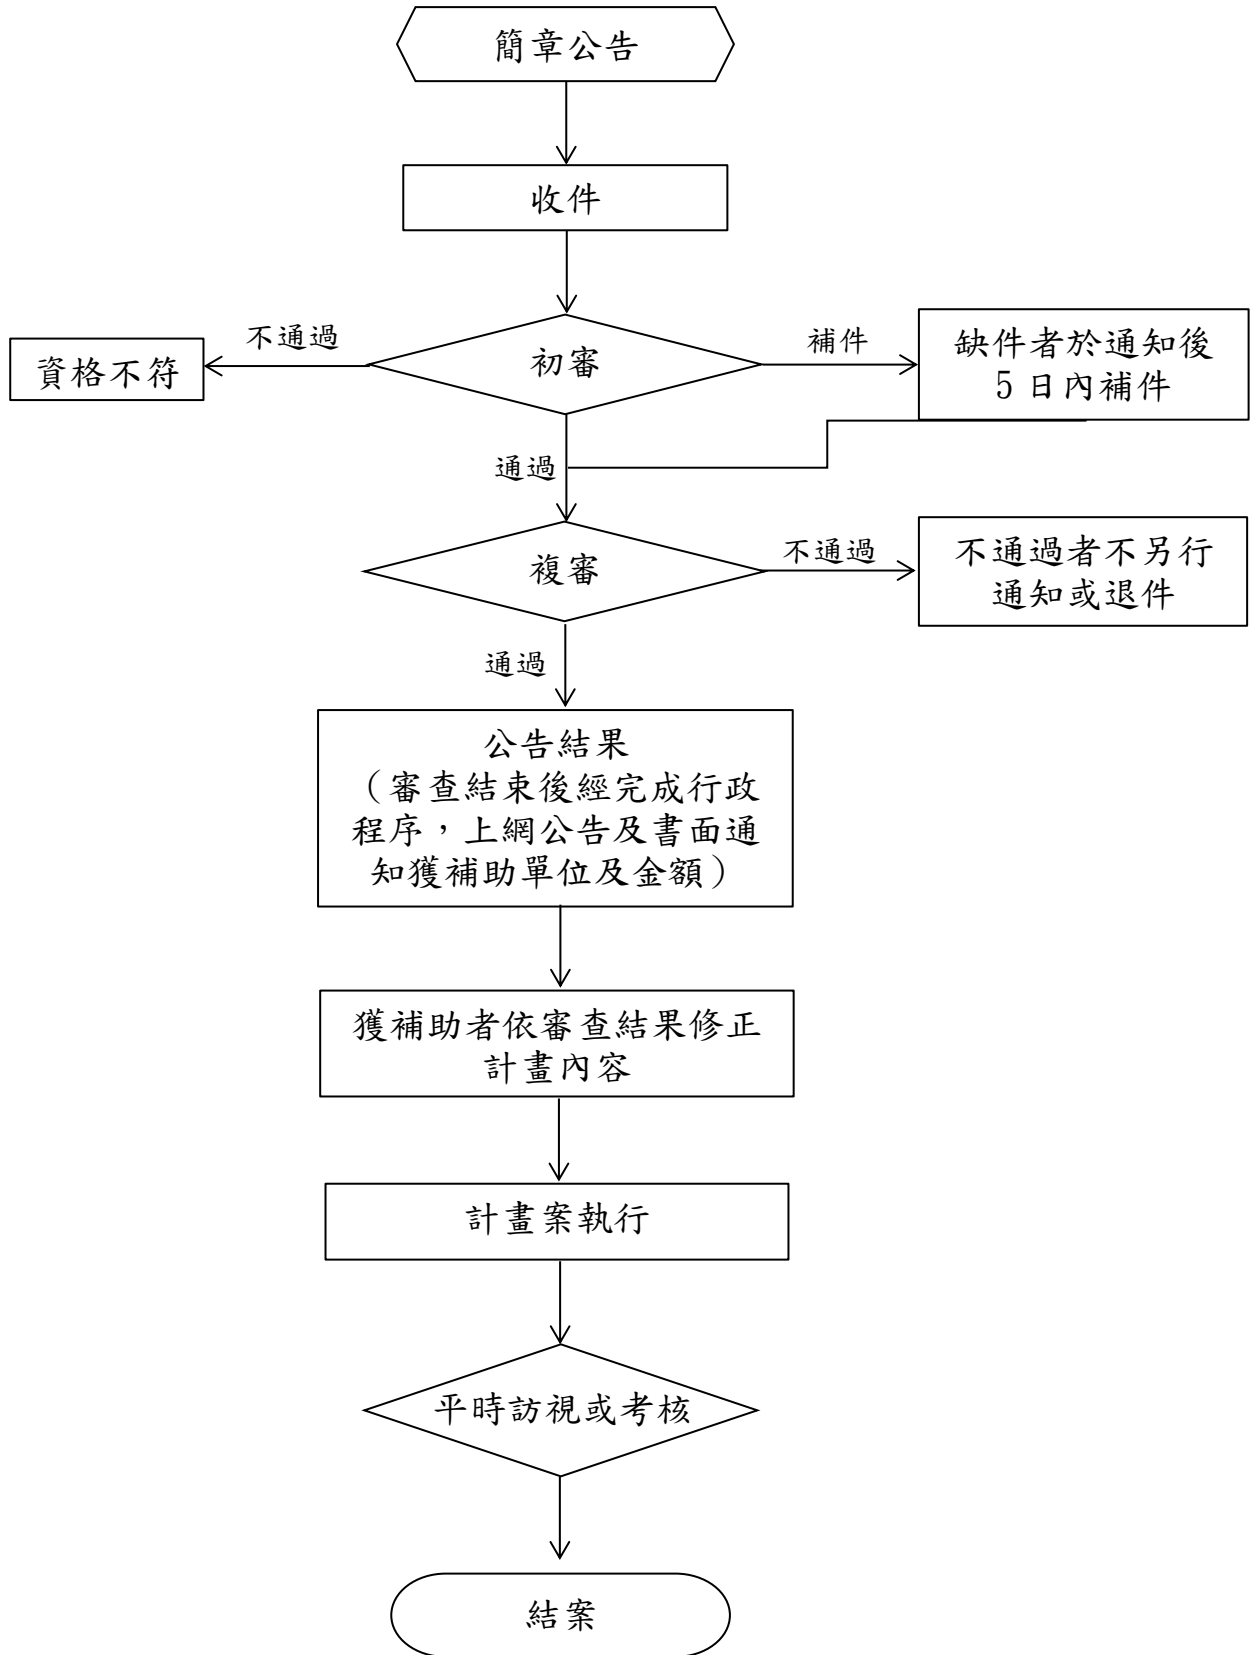 簡章公告
收件
不通過
初審
補件
資格不符
缺件者於通知後
5 日內補件
通過
複審
不通過
不通過者不另行
通知或退件
通過
公告結果
（審查結束後經完成行政
程序，上網公告及書面通
知獲補助單位及金額）
獲補助者依審查結果修正
計畫內容
計畫案執行
平時訪視或考核
結案